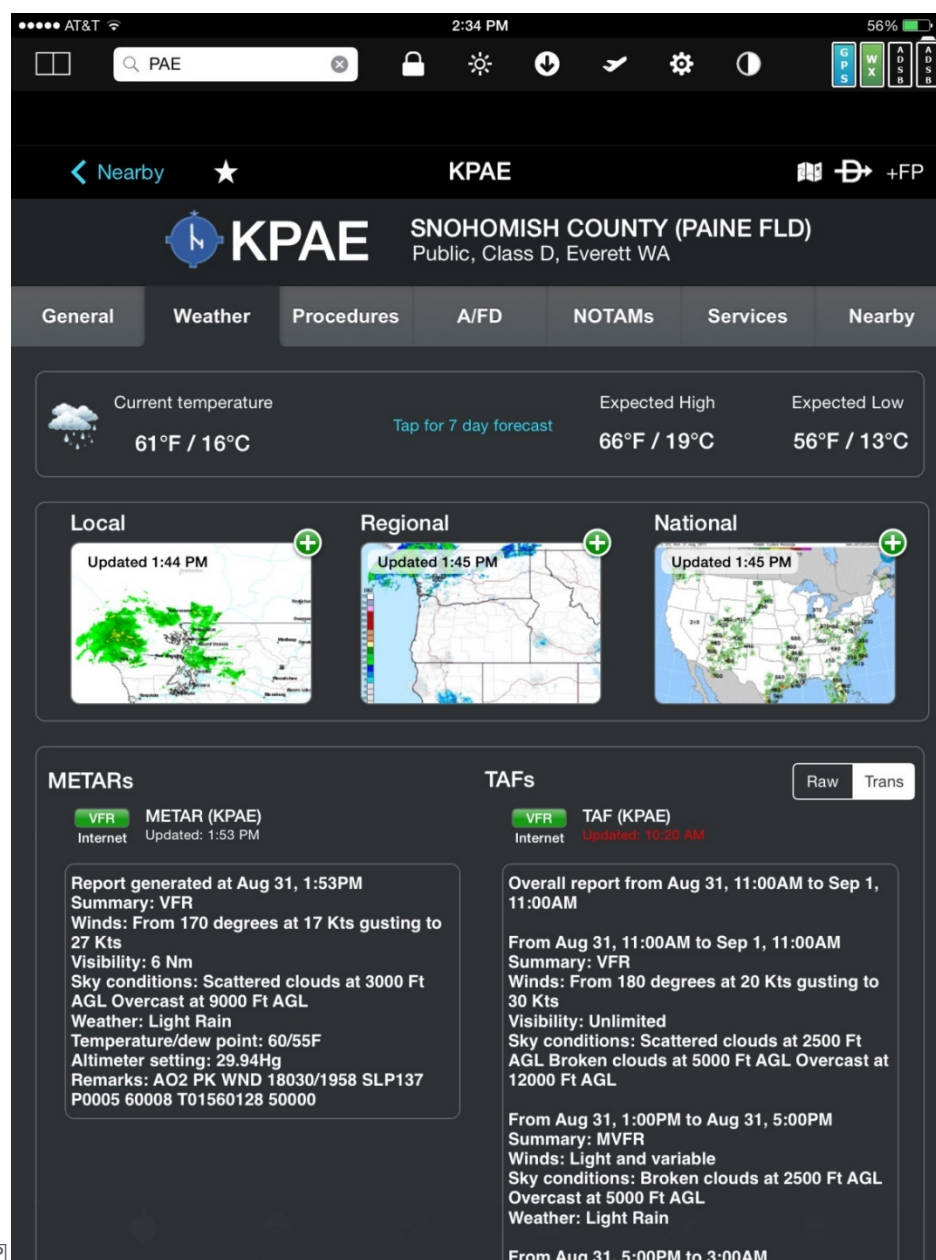 AT&T 2:34 PM 56%
PAE
GPS WX ADSB ADSB
Nearby KPAE +FP
KPAE
SNOHOMISH COUNTY (PAINE FLD)
Public, Class D, Everett WA
General Weather Procedures A/FD NOTAMs Services Nearby
Current temperature
61°F / 16°C
Tap for 7 day forecast
Expected High
66°F / 19°C
Expected Low
56°F / 13°C
Local Regional National
Updated 1:44 PM
Updated 1:45 PM
Updated 1:45 PM
METARs
VFR METAR (KPAE)
Internet Updated: 1:53 PM
Report generated at Aug 31, 1:53PM
Summary: VFR
Winds: From 170 degrees at 17 Kts gusting to
27 Kts
Visibility: 6 Nm
Sky conditions: Scattered clouds at 3000 Ft
AGL Overcast at 9000 Ft AGL
Weather: Light Rain
Temperature/dew point: 60/55F
Altimeter setting: 29.94Hg
Remarks: AO2 PK WND 18030/1958 SLP137
P0005 60008 T01560128 50000
TAFs
Raw Trans
VFR TAF (KPAE)
Internet Updated: 10:20 AM
Overall report from Aug 31, 11:00AM to Sep 1,
11:00AM
From Aug 31, 11:00AM to Sep 1, 11:00AM
Summary: VFR
Winds: From 180 degrees at 20 Kts gusting to
30 Kts
Visibility: Unlimited
Sky conditions: Scattered clouds at 2500 Ft
AGL Broken clouds at 5000 Ft AGL Overcast at
12000 Ft AGL
From Aug 31, 1:00PM to Aug 31, 5:00PM
Summary: MVFR
Winds: Light and variable
Sky conditions: Broken clouds at 2500 Ft AGL
Overcast at 5000 Ft AGL
Weather: Light Rain
From Aug 31, 5:00PM to 3:00AM